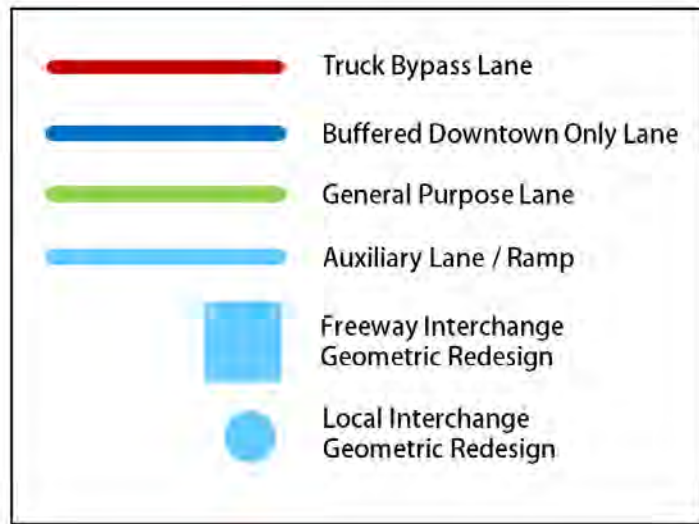 Truck Bypass Lane
Buffered Downtown Only Lane
General Purpose Lane
Auxiliary Lane / Ramp
Freeway Interchange
Geometric Redesign
Local Interchange
Geometric Redesign